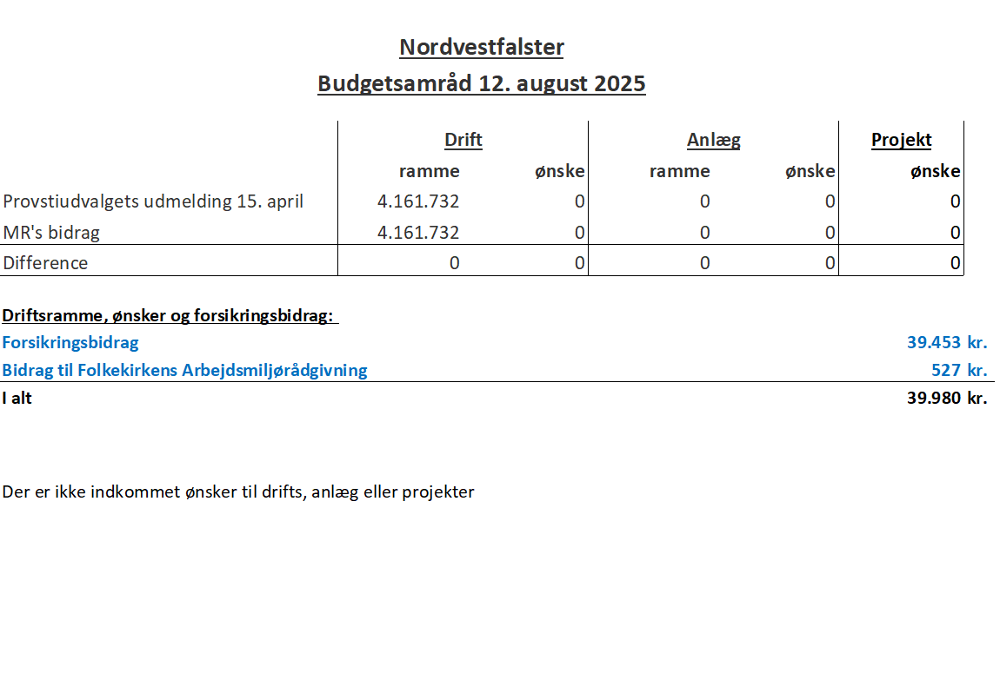 Nordvestfalster
Budgetsamråd 12. august 2025
Drift Anlæg Projekt
ramme ønske ramme ønske ønske
Provstiudvalgets udmelding 15. april 4.161.732 0 0 0 0
MR's bidrag 4.161.732 0 0 0 0
Difference 0 0 0 0 0
Driftsramme, ønsker og forsikringsbidrag:
Forsikringsbidrag 39.453 kr.
Bidrag til Folkekirkens Arbejdsmiljørådgivning 527 kr.
I alt 39.980 kr.
Der er ikke indkommet ønsker til drifts, anlæg eller projekter